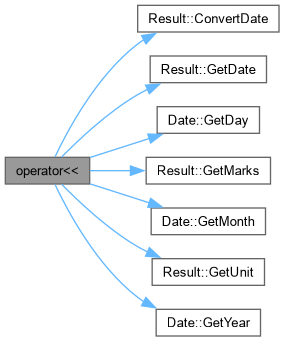 Result::ConvertDate
Result::GetDate
Date::GetDay
operator<<
Result::GetMarks
Date::GetMonth
Result::GetUnit
Date::GetYear